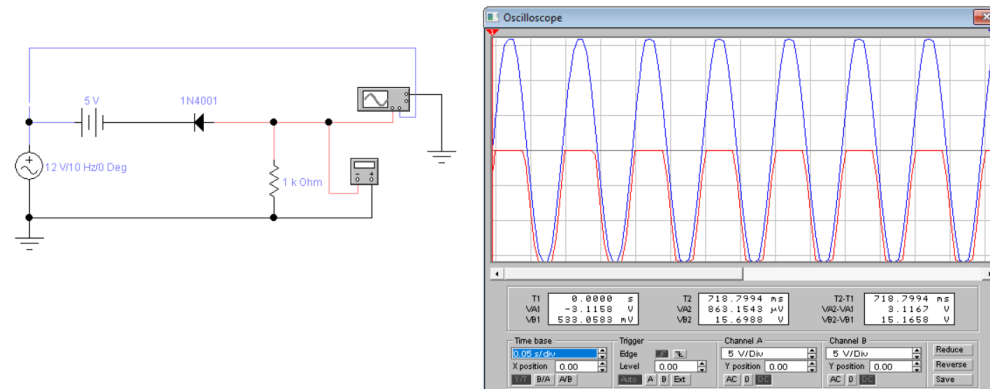 Oscilloscope
5 V
1N4001
12 V/10 Hz/0 Deg
1 k Ohm
T1 0.0000 s
VA1 -3.1158 V
VB1 533.0583 mV
T2 718.7994 ms
VA2 863.1543 µV
VB2 15.6988 V
T2-T1 718.7994 ms
VA2-VA1 3.1167 V
VB2-VB1 15.1658 V
Time base
0.05 s/div
X position 0.00
Y/T B/A A/B
Trigger
Edge
Level 0.00
Auto A B Ext
Channel A
5 V/Div
Y position 0.00
AC 0 DC
Channel B
5 V/Div
Y position 0.00
AC 0 DC
Reduce
Reverse
Save